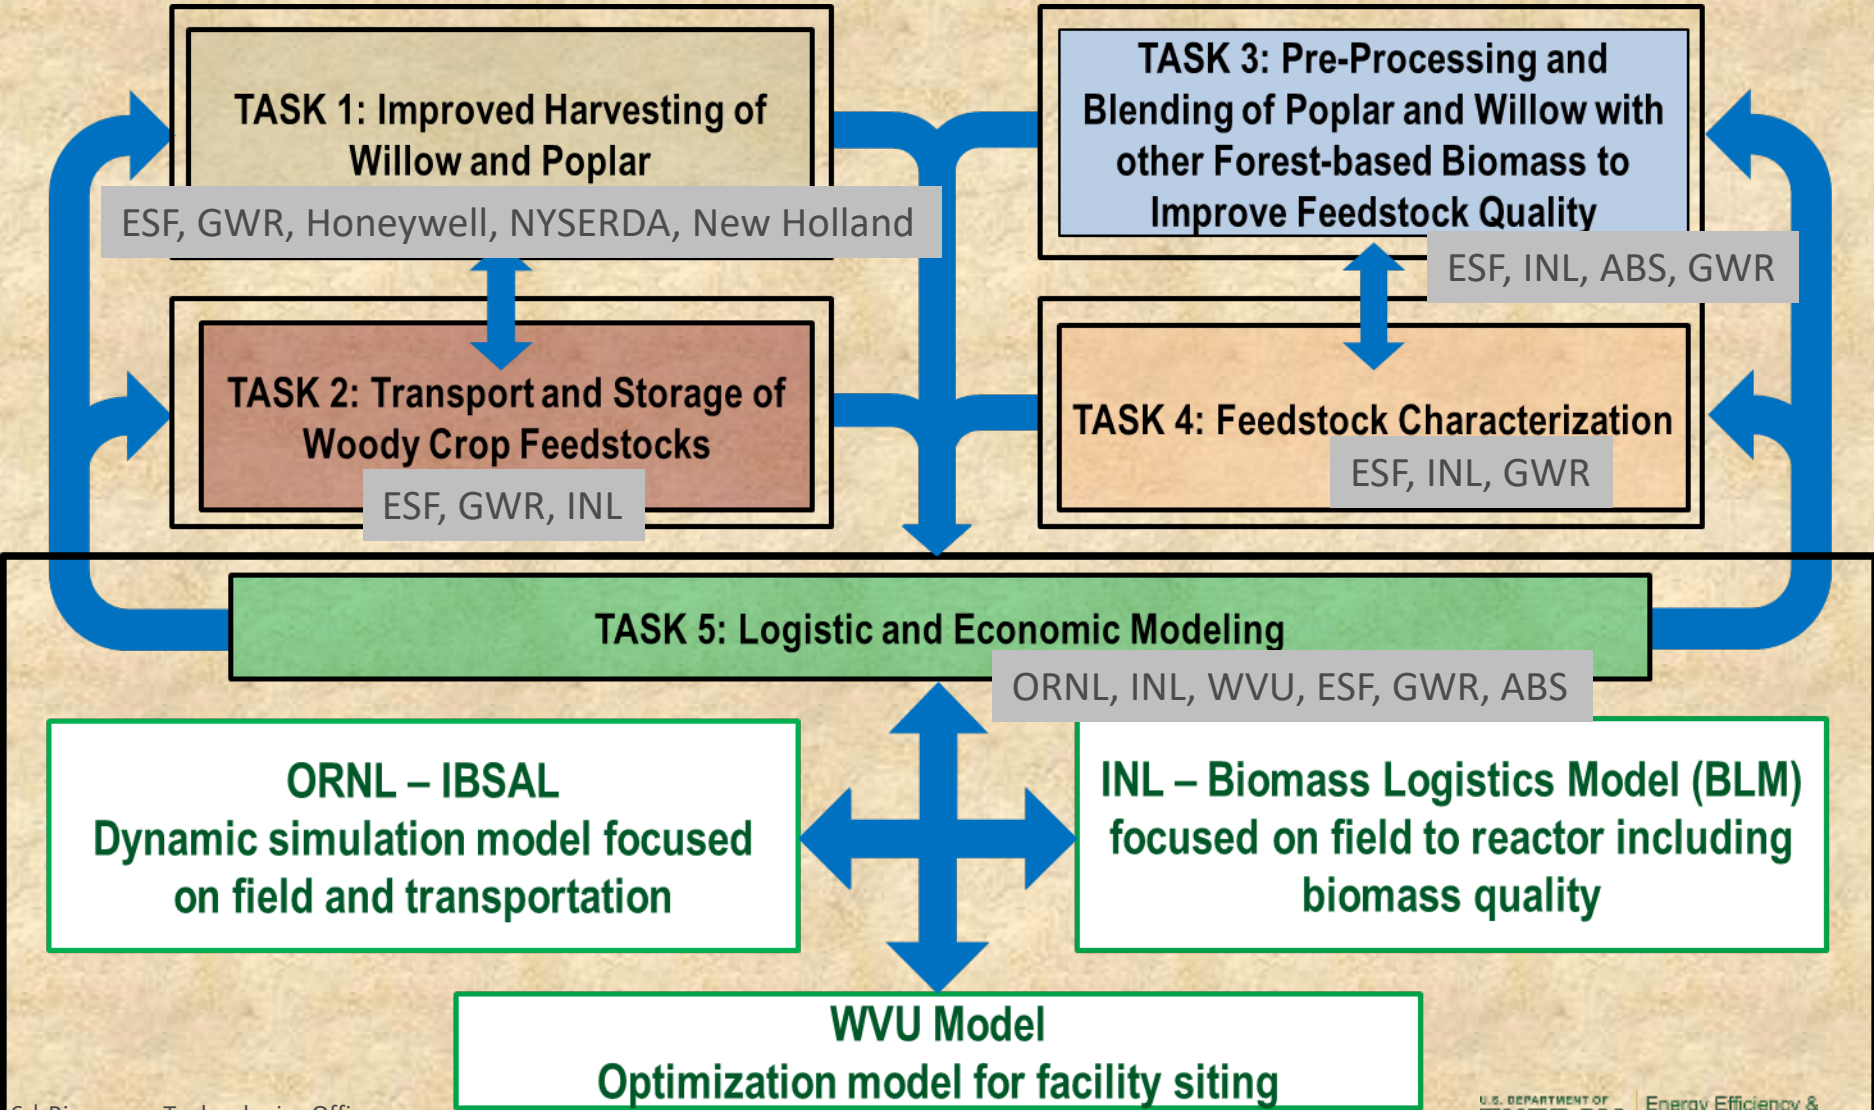 TASK 1: Improved Harvesting of
Willow and Poplar
ESF, GWR, Honeywell, NYSERDA, New Holland
TASK 3: Pre-Processing and
Blending of Poplar and Willow with
other Forest-based Biomass to
Improve Feedstock Quality
ESF, INL, ABS, GWR
TASK 2: Transport and Storage of
Woody Crop Feedstocks
ESF, GWR, INL
TASK 4: Feedstock Characterization
ESF, INL, GWR
TASK 5: Logistic and Economic Modeling
ORNL, INL, WVU, ESF, GWR, ABS
ORNL – IBSAL
Dynamic simulation model focused
on field and transportation
INL – Biomass Logistics Model (BLM)
focused on field to reactor including
biomass quality
WVU Model
Optimization model for facility siting
U.S. DEPARTMENT OF
Energy Efficiency &